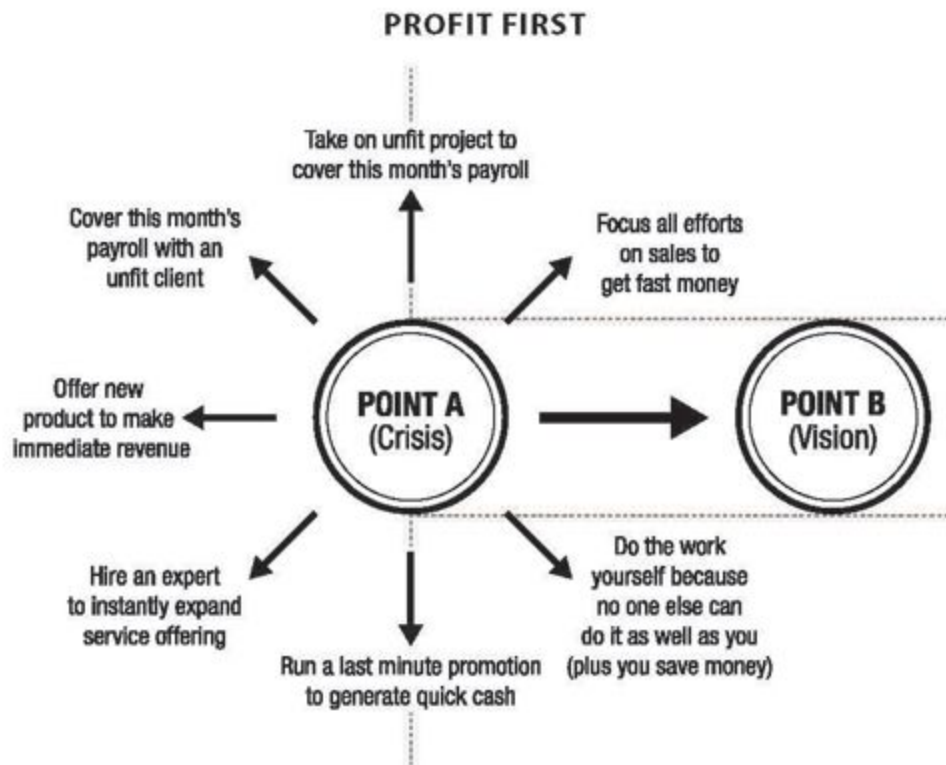 PROFIT FIRST
Take on unfit project to
cover this month's payroll
Cover this month's
payroll with an
unfit client
Focus all efforts
on sales to
get fast money
Offer new
product to make
immediate revenue
POINT A
(Crisis)
POINT B
(Vision)
Hire an expert
to instantly expand
service offering
Run a last minute promotion
to generate quick cash
Do the work
yourself because
no one else can
do it as well as you
(plus you save money)